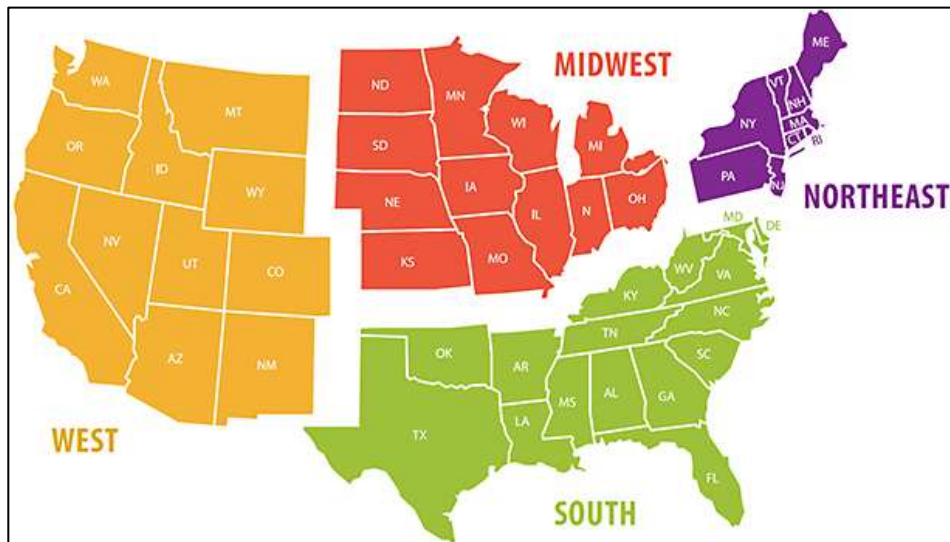 WA
MT
OR
ID
WY
NV
UT
CO
CA
AZ
NM
WEST
MIDWEST
ND
MN
SD
WI
MI
NE
IA
IL
N
OH
KS
MO
ME
VT
NH
NY
MA
CT
RI
PA
NJ
NORTHEAST
MD
DE
WV
VA
KY
NC
TN
OK
AR
SC
MS
AL
GA
TX
LA
FL
SOUTH